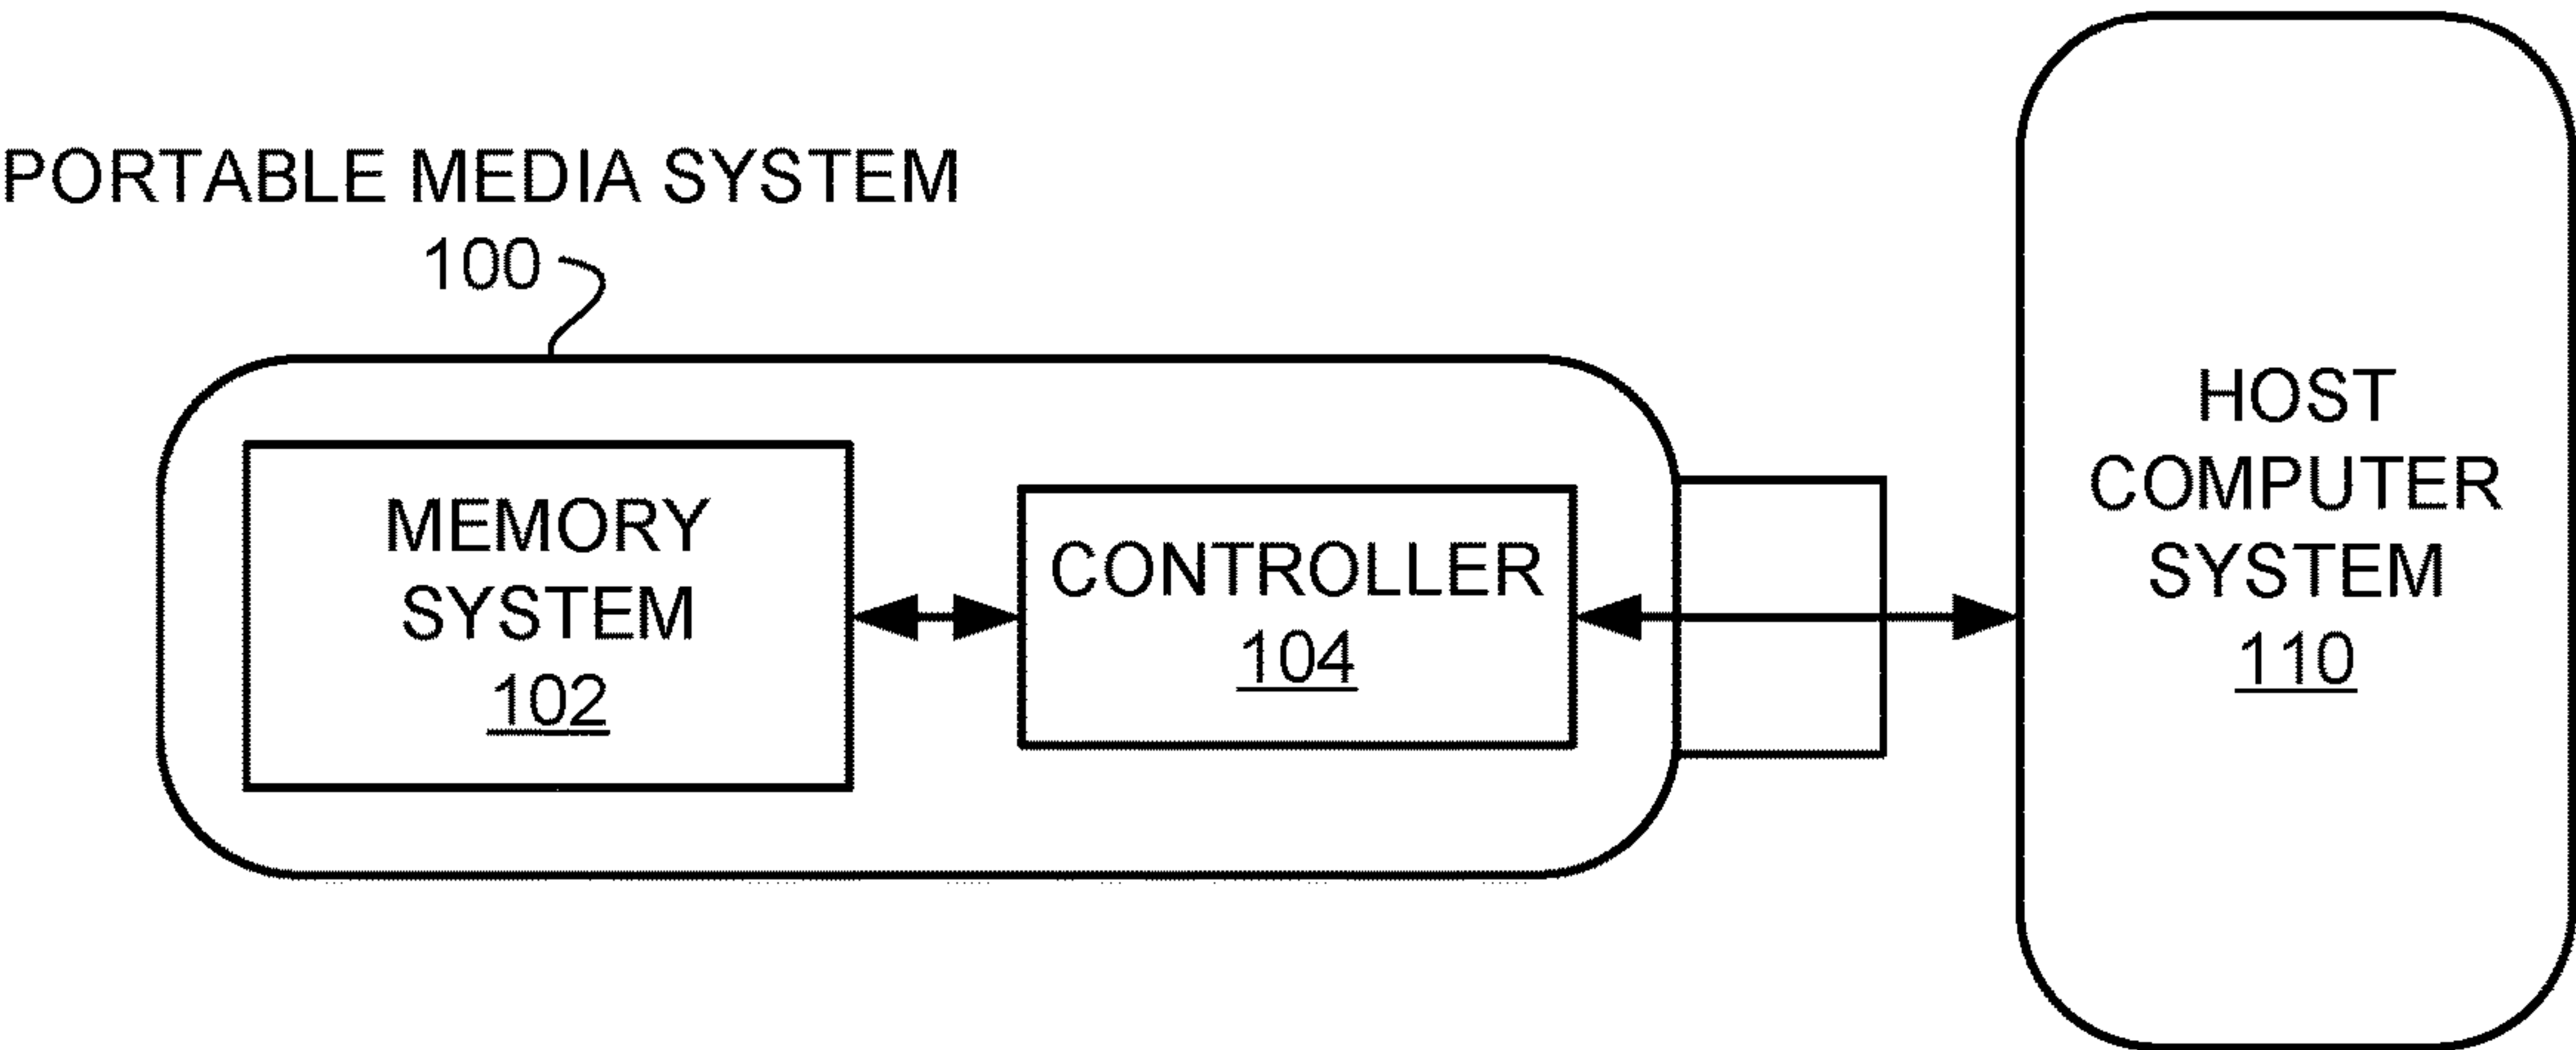 PORTABLE MEDIA SYSTEM
100
MEMORY
SYSTEM
102
CONTROLLER
104
HOST
COMPUTER
SYSTEM
110